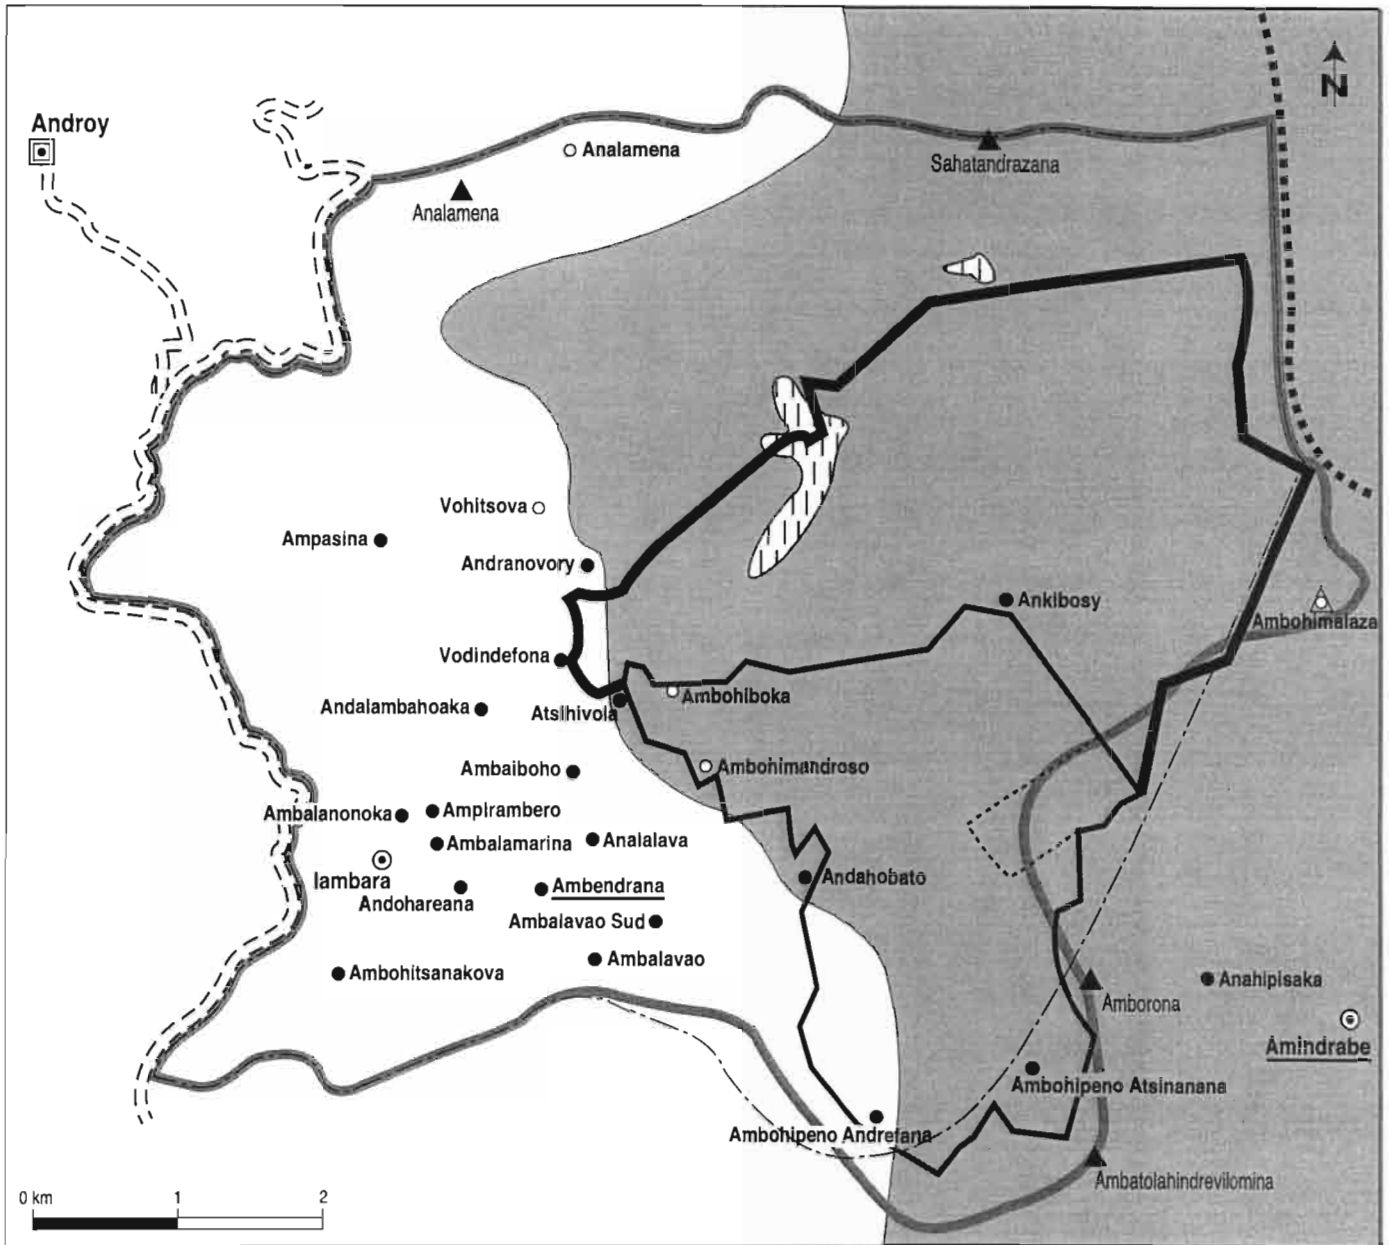 N
Androy
Analamena
Sahatandrazana
Analamena
Vohitsova
Ampasina
Andranovory
Ankibosy
Ambohimalaza
Vodindefona
Ambohiboka
Andalambahoaka
Atsihivola
Ambohimandroso
Ambaiboho
Ambalanonoka
Ampirambero
Ambalamarina
Analalava
Iambara
Andahobato
Ambendrana
Andohareana
Ambalavao Sud
Ambalavao
Ambohitsanakova
Anahipisaka
Amborona
Amindrabe
Ambohipeno Atsinanana
Ambohipeno Andrefana
Ambatolahindrevilomina
0 km 1 2